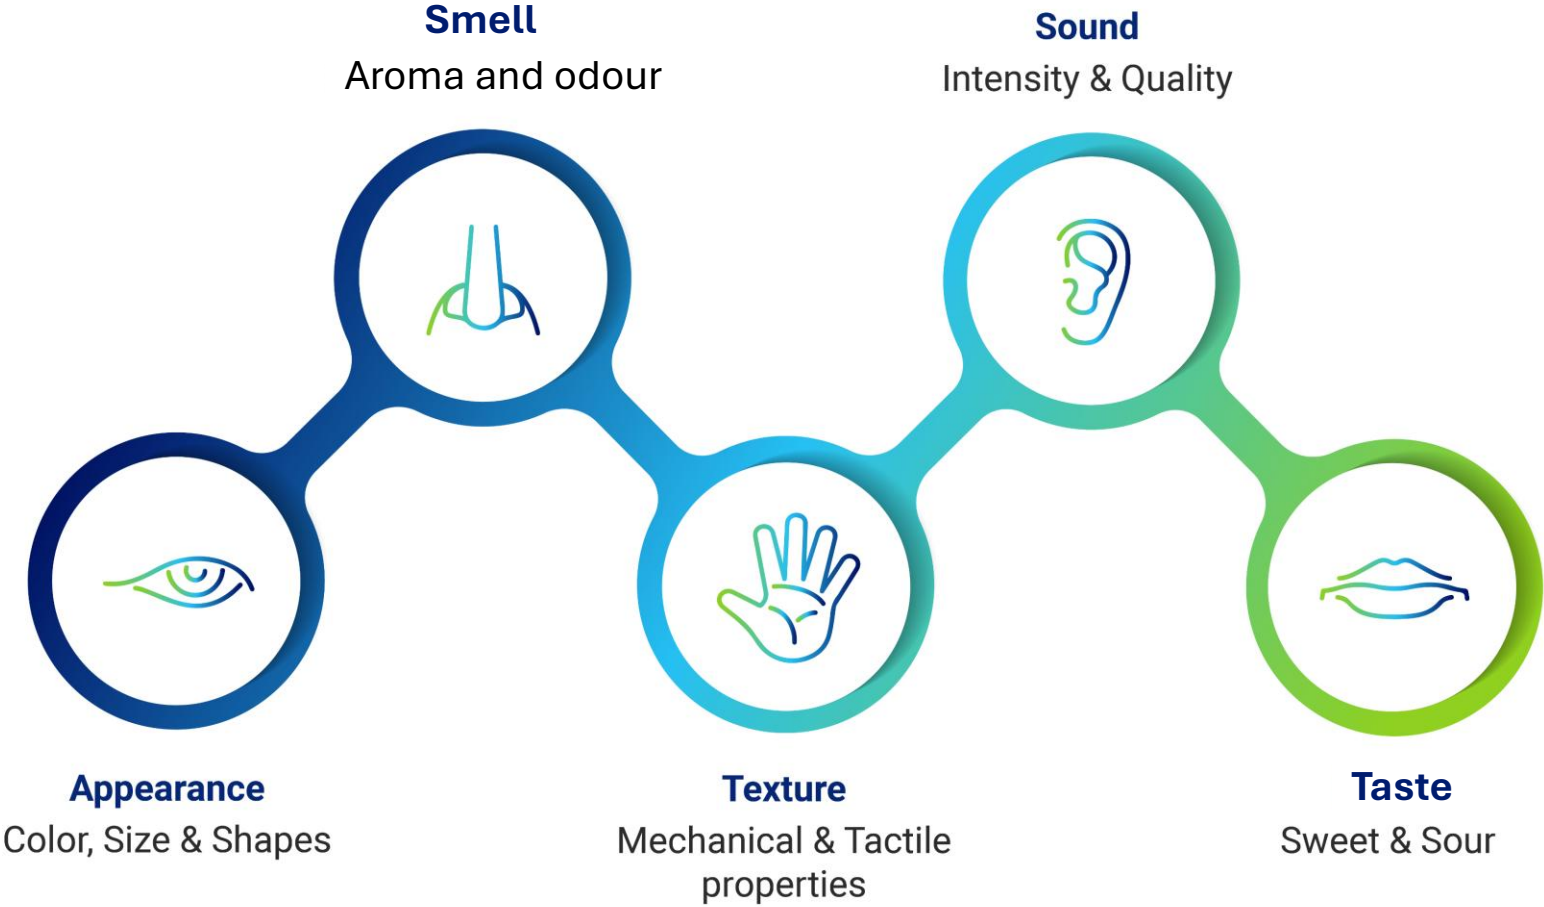 Smell
Aroma and odour
Sound
Intensity & Quality
Appearance
Color, Size & Shapes
Texture
Mechanical & Tactile
properties
Taste
Sweet & Sour